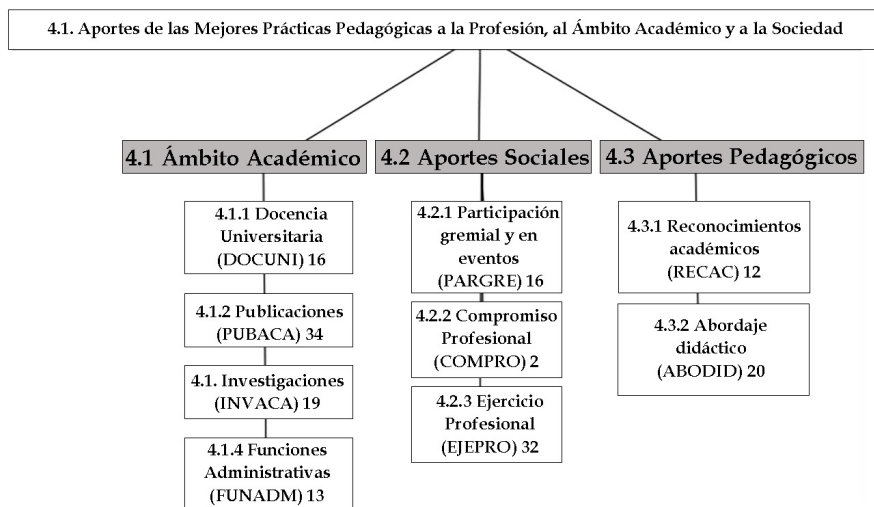 4.1. Aportes de las Mejores Prácticas Pedagógicas a la Profesión, al Ámbito Académico y a la Sociedad
4.1 Ámbito Académico
4.1.1 Docencia
Universitaria
(DOCUNI) 16
4.1.2 Publicaciones
(PUBACA) 34
4.1. Investigaciones
(INVACA) 19
4.1.4 Funciones
Administrativas
(FUNADM) 13
4.2 Aportes Sociales
4.2.1 Participación
gremial y en
eventos
(PARGRE) 16
4.2.2 Compromiso
Profesional
(COMPRO) 2
4.2.3 Ejercicio
Profesional
(EJEPRO) 32
4.3 Aportes Pedagógicos
4.3.1 Reconocimientos
académicos
(RECAC) 12
4.3.2 Abordaje
didáctico
(ABODID) 20